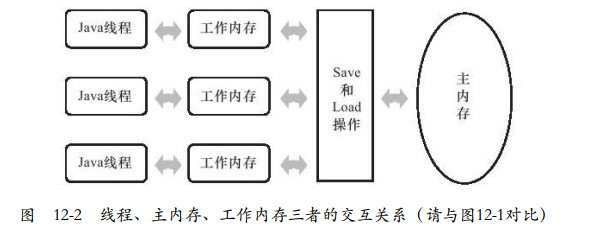 Java线程
工作内存
Java线程
工作内存
Java线程
工作内存
Save
和
Load
操作
主
内
存
图 12-2 线程、主内存、工作内存三者的交互关系（请与图12-1对比）